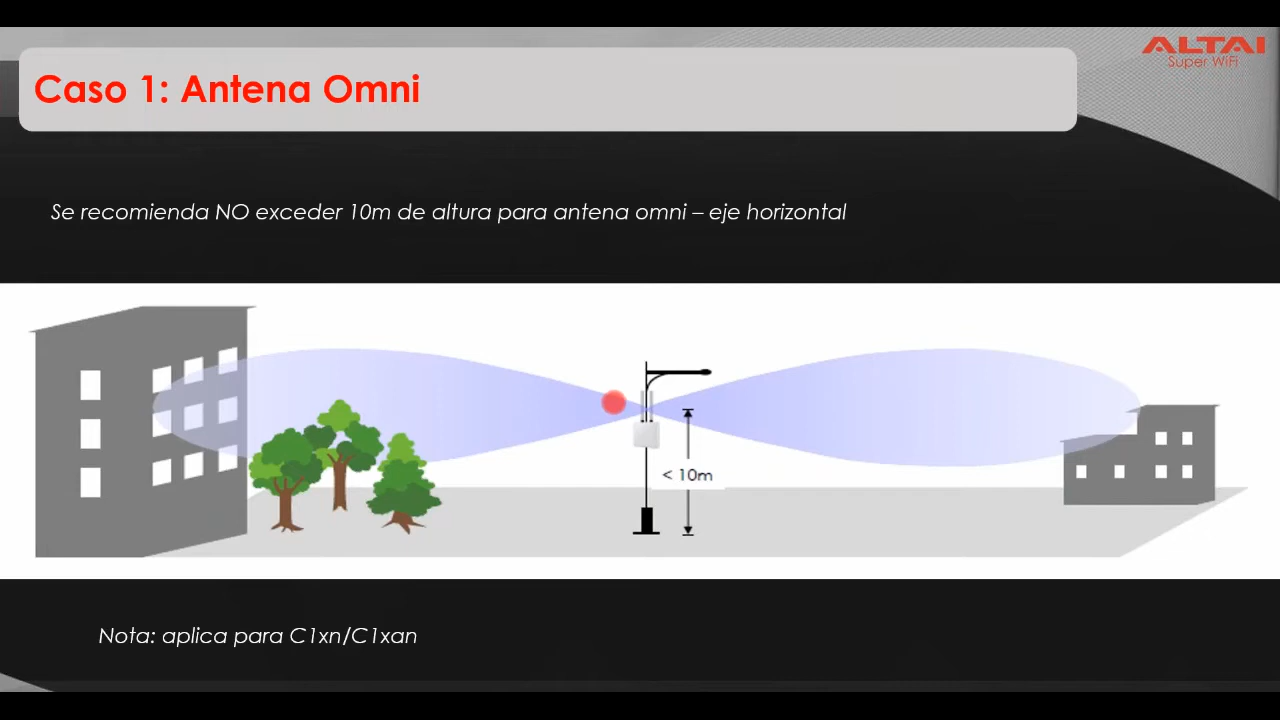 ALTAI
Super WiFi
Caso 1: Antena Omni
Se recomienda NO exceder 10m de altura para antena omni – eje horizontal
< 10m
Nota: aplica para C1xn/C1xan